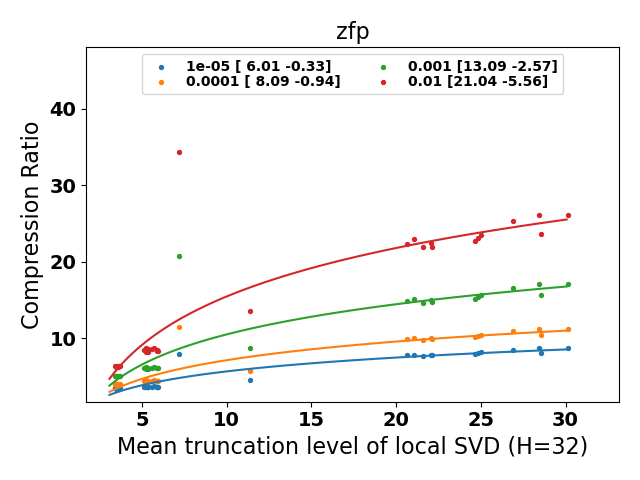 zfp
1e-05 [ 6.01 -0.33]
0.0001 [ 8.09 -0.94]
0.001 [13.09 -2.57]
0.01 [21.04 -5.56]
Compression Ratio
40
30
20
10
5 10 15 20 25 30
Mean truncation level of local SVD (H=32)